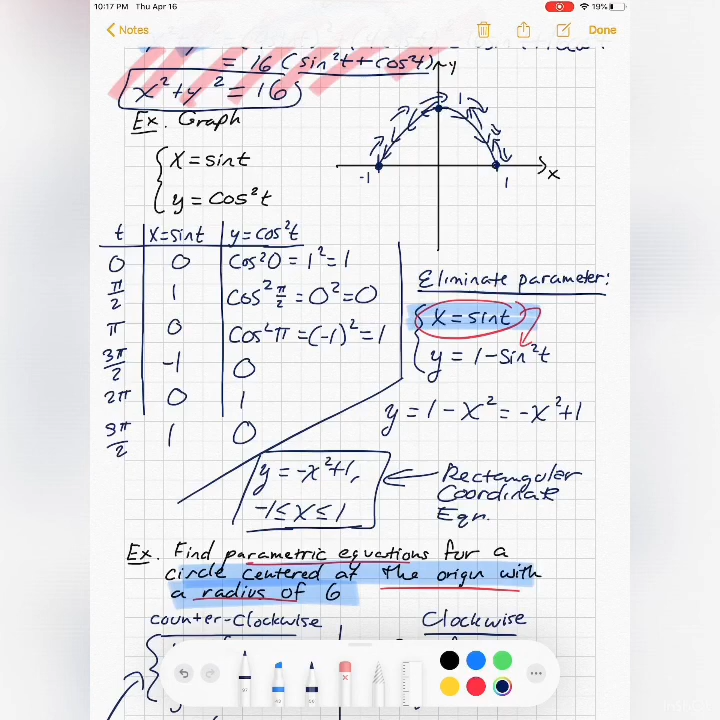 10:17 PM Thu Apr 16
19%
Notes
Done
= 16 (sin²t + cos²t)
x² + y² = 16
y
Ex. Graph
x = sint
y = cos²t
1
-1
1
x
t x=sint y=cos²t
0 0 cos²0 = 1² = 1
π/2 1 cos² π/2 = 0² = 0
π 0 cos²π = (-1)² = 1
3π/2 -1 0
2π 0 1
5π/2 1 0
Eliminate parameter:
x = sint
y = 1 - sin²t
y = 1 - x² = -x² + 1
y = -x² + 1,
-1 ≤ x ≤ 1
Rectangular
Coordinate
Eqn.
Ex. Find parametric equations for a
circle centered at the origin with
a radius of 6
counter-clockwise
Clockwise